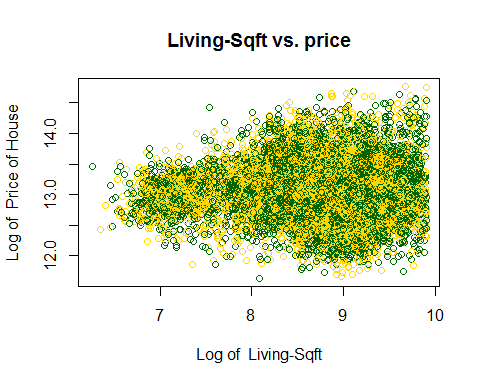 Living-Sqft vs. price
Log of  Price of House
14.0
13.0
12.0
7
8
9
10
Log of  Living-Sqft